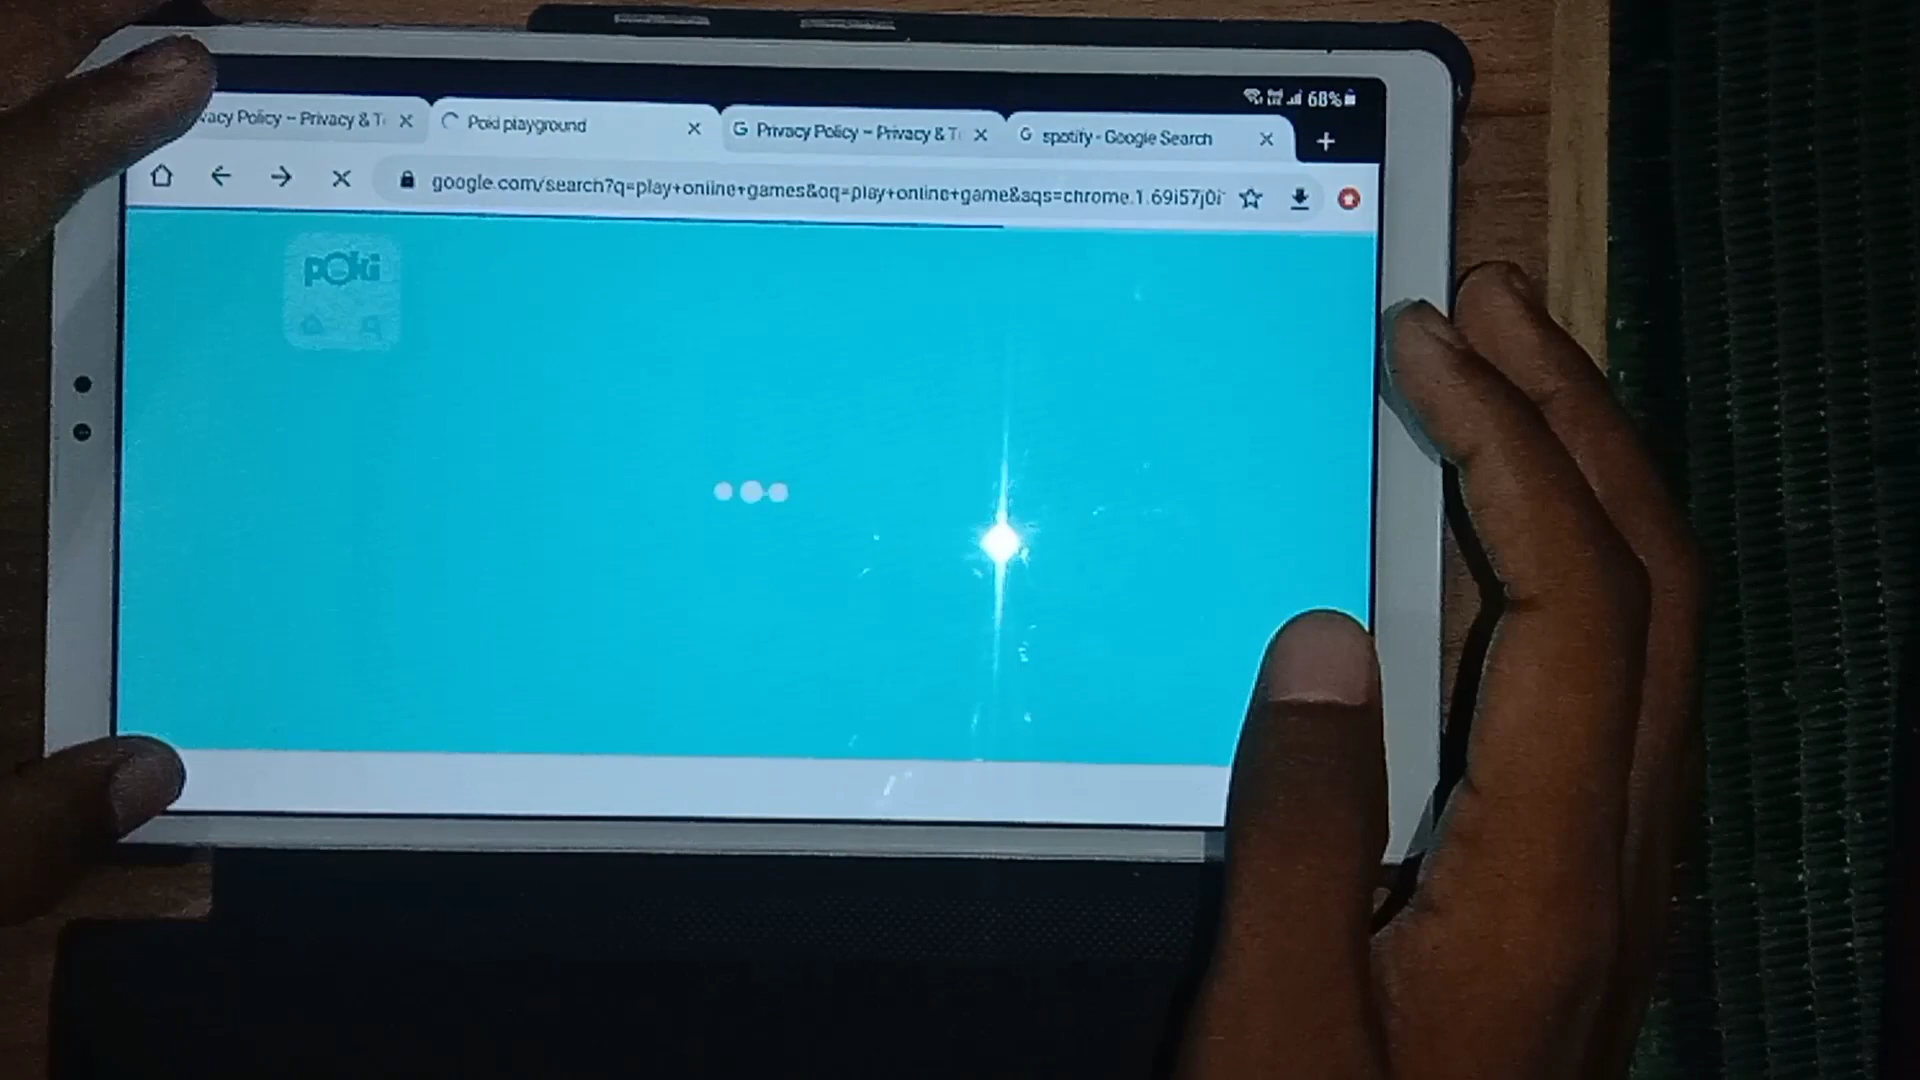 68%
vacy Policy – Privacy & T
Poki playground
G Privacy Policy – Privacy & T
G spotify - Google Search
google.com/search?q=play+online+games&oq=play+online+game&aqs=chrome.1.69i57j0i
poki